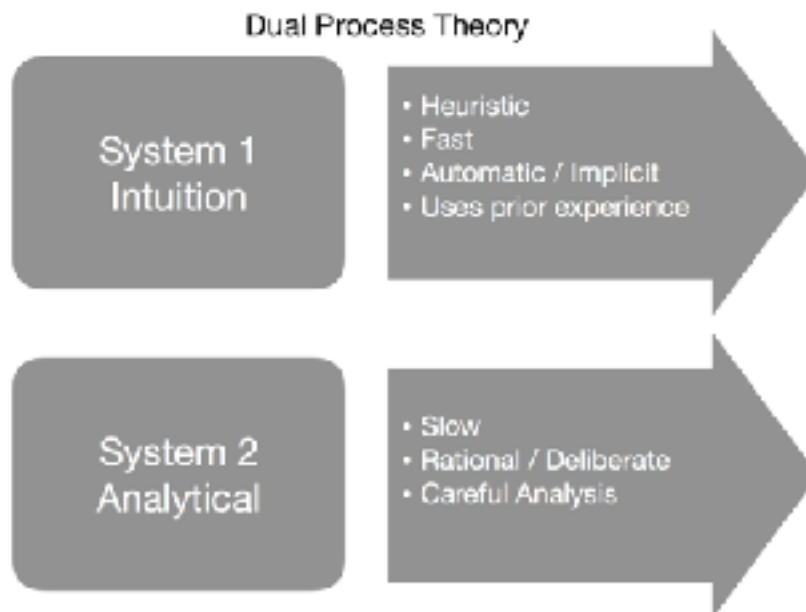 Dual Process Theory
System 1
Intuition
• Heuristic
• Fast
• Automatic / Implicit
• Uses prior experience
System 2
Analytical
• Slow
• Rational / Deliberate
• Careful Analysis